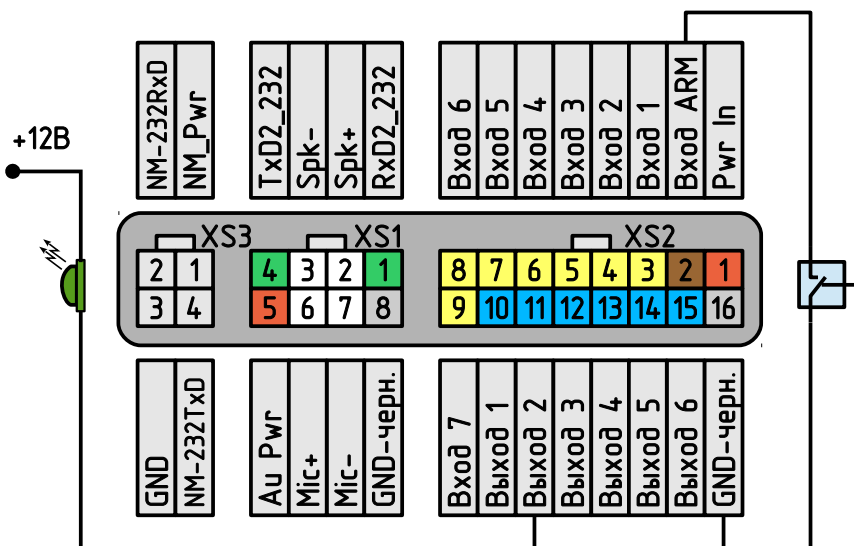 NM-232RxD
NM_Pwr
TxD2_232
Spk-
Spk+
RxD2_232
Вход 6
Вход 5
Вход 4
Вход 3
Вход 2
Вход 1
Вход ARM
Pwr In
+12В
XS3
XS1
XS2
2 1
4 3 2 1
8 7 6 5 4 3 2 1
3 4
5 6 7 8
9 10 11 12 13 14 15 16
GND
NM-232TxD
Au Pwr
Mic+
Mic-
GND-черн.
Вход 7
Выход 1
Выход 2
Выход 3
Выход 4
Выход 5
Выход 6
GND-черн.